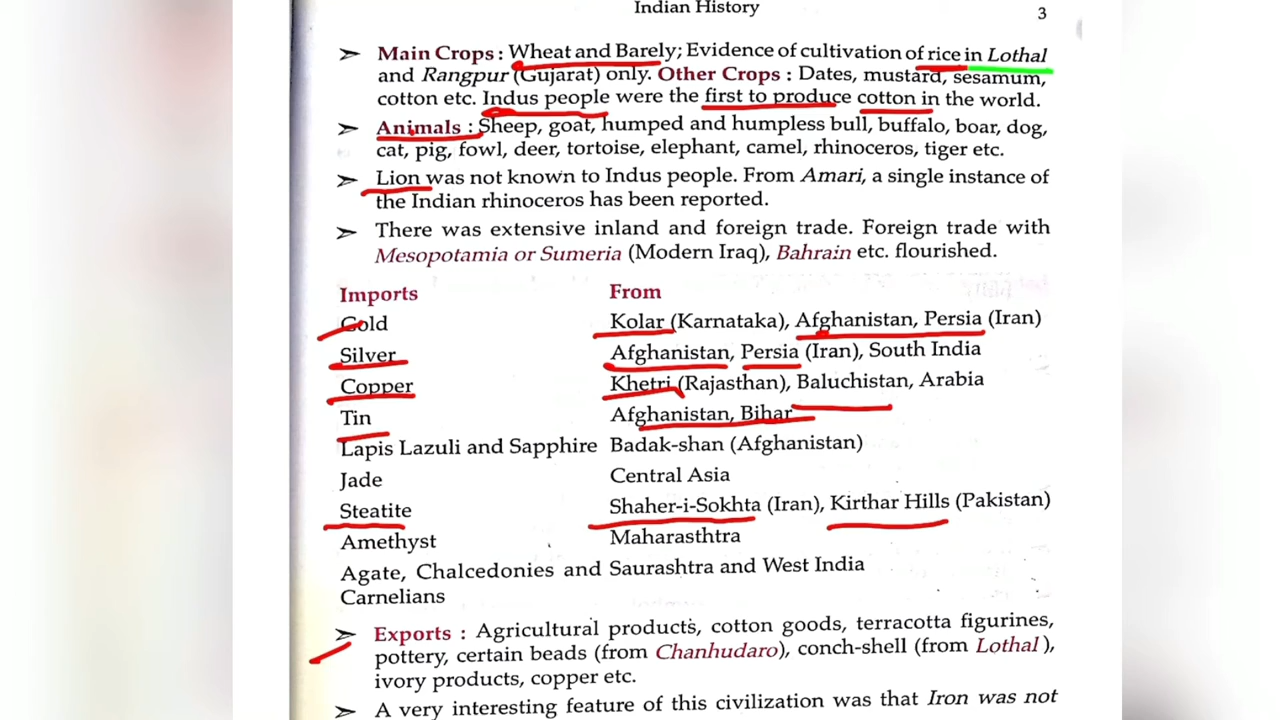 Indian History
3
➢ Main Crops : Wheat and Barely; Evidence of cultivation of rice in Lothal
and Rangpur (Gujarat) only. Other Crops : Dates, mustard, sesamum,
cotton etc. Indus people were the first to produce cotton in the world.
➢ Animals : Sheep, goat, humped and humpless bull, buffalo, boar, dog,
cat, pig, fowl, deer, tortoise, elephant, camel, rhinoceros, tiger etc.
➢ Lion was not known to Indus people. From Amari, a single instance of
the Indian rhinoceros has been reported.
➢ There was extensive inland and foreign trade. Foreign trade with
Mesopotamia or Sumeria (Modern Iraq), Bahrain etc. flourished.
Imports From
Gold Kolar (Karnataka), Afghanistan, Persia (Iran)
Silver Afghanistan, Persia (Iran), South India
Copper Khetri (Rajasthan), Baluchistan, Arabia
Tin Afghanistan, Bihar
Lapis Lazuli and Sapphire Badak-shan (Afghanistan)
Jade Central Asia
Steatite Shaher-i-Sokhta (Iran), Kirthar Hills (Pakistan)
Amethyst Maharasthtra
Agate, Chalcedonies and Saurashtra and West India
Carnelians
➢ Exports : Agricultural products, cotton goods, terracotta figurines,
pottery, certain beads (from Chanhudaro), conch-shell (from Lothal ),
ivory products, copper etc.
➢ A very interesting feature of this civilization was that Iron was not